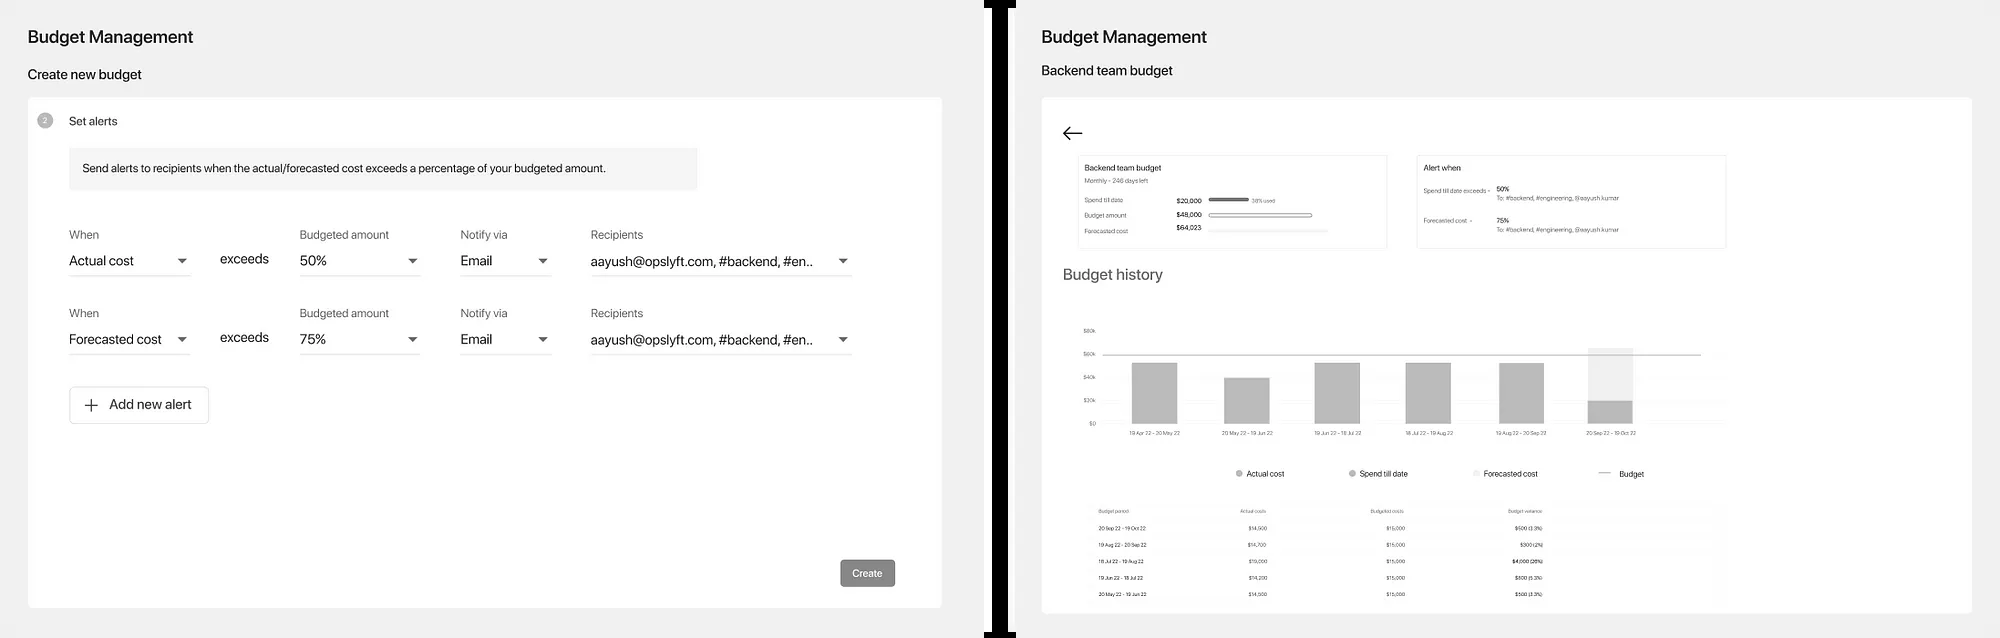 Budget Management
Create new budget
2
Set alerts
Send alerts to recipients when the actual/forecasted cost exceeds a percentage of your budgeted amount.
When
Budgeted amount
Notify via
Recipients
Actual cost
exceeds
50%
Email
aayush@opslyft.com, #backend, #en..
When
Budgeted amount
Notify via
Recipients
Forecasted cost
exceeds
75%
Email
aayush@opslyft.com, #backend, #en..
Add new alert
Create
Budget Management
Backend team budget
Backend team budget
Monthly - 246 days left
Spend till date
$20,000
38% used
Budget amount
$48,000
Forecasted cost
$64,023
Alert when
Spend till date exceeds -
50%
To: #backend, #engineering, @aayush kumar
Forecasted cost -
75%
To: #backend, #engineering, @aayush kumar
Budget history
$80k
$60k
$40k
$20k
$0
19 Apr 22 - 20 May 22
20 May 22 - 19 Jun 22
19 Jun 22 - 18 Jul 22
18 Jul 22 - 19 Aug 22
19 Aug 22 - 20 Sep 22
20 Sep 22 - 19 Oct 22
Actual cost
Spend till date
Forecasted cost
Budget
Budget period
Actual costs
Budgeted costs
Budget variance
20 Sep 22 - 19 Oct 22
$14,500
$15,000
$500 (3.3%)
19 Aug 22 - 20 Sep 22
$14,700
$15,000
$300 (2%)
18 Jul 22 - 19 Aug 22
$19,000
$15,000
$4,000 (26%)
19 Jun 22 - 18 Jul 22
$14,200
$15,000
$800 (5.3%)
20 May 22 - 19 Jun 22
$14,500
$15,000
$500 (3.3%)